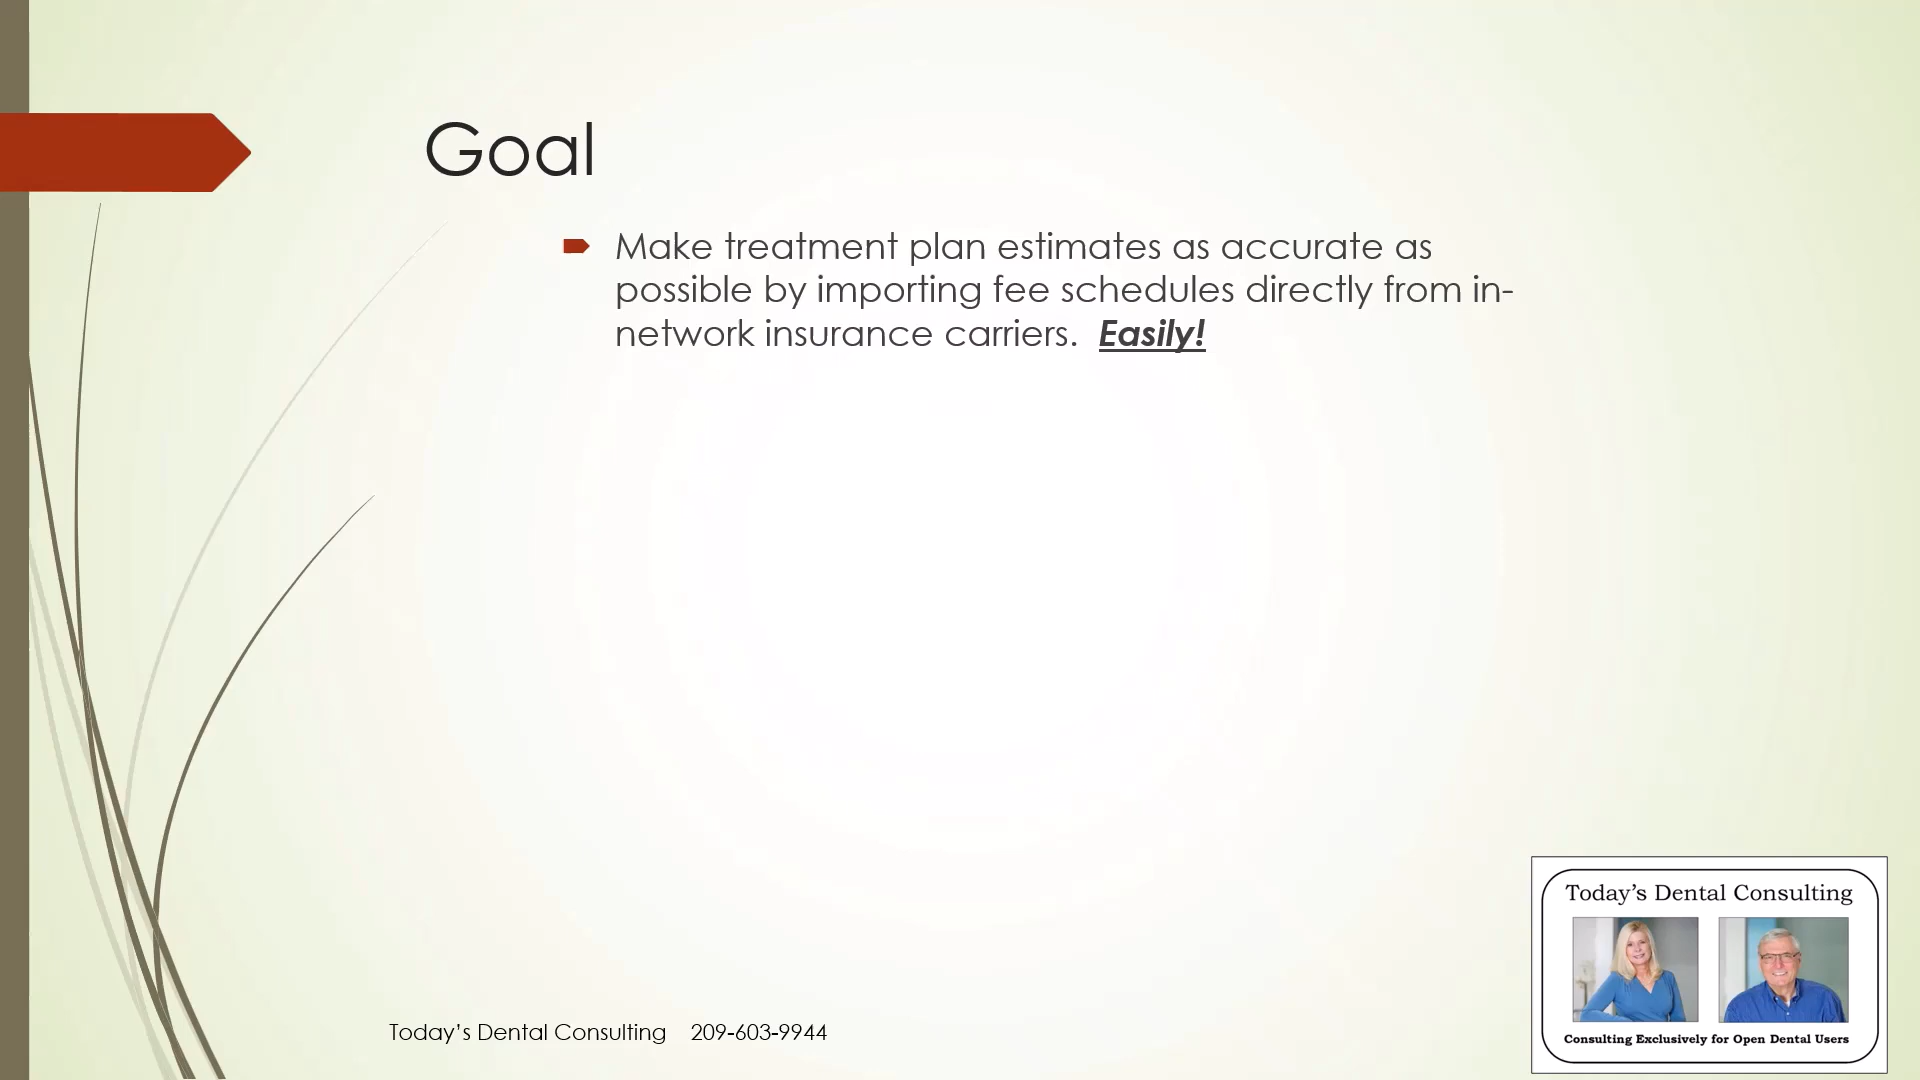 Goal
Make treatment plan estimates as accurate as
possible by importing fee schedules directly from in-
network insurance carriers.  Easily!
Today’s Dental Consulting
Consulting Exclusively for Open Dental Users
Today’s Dental Consulting    209-603-9944